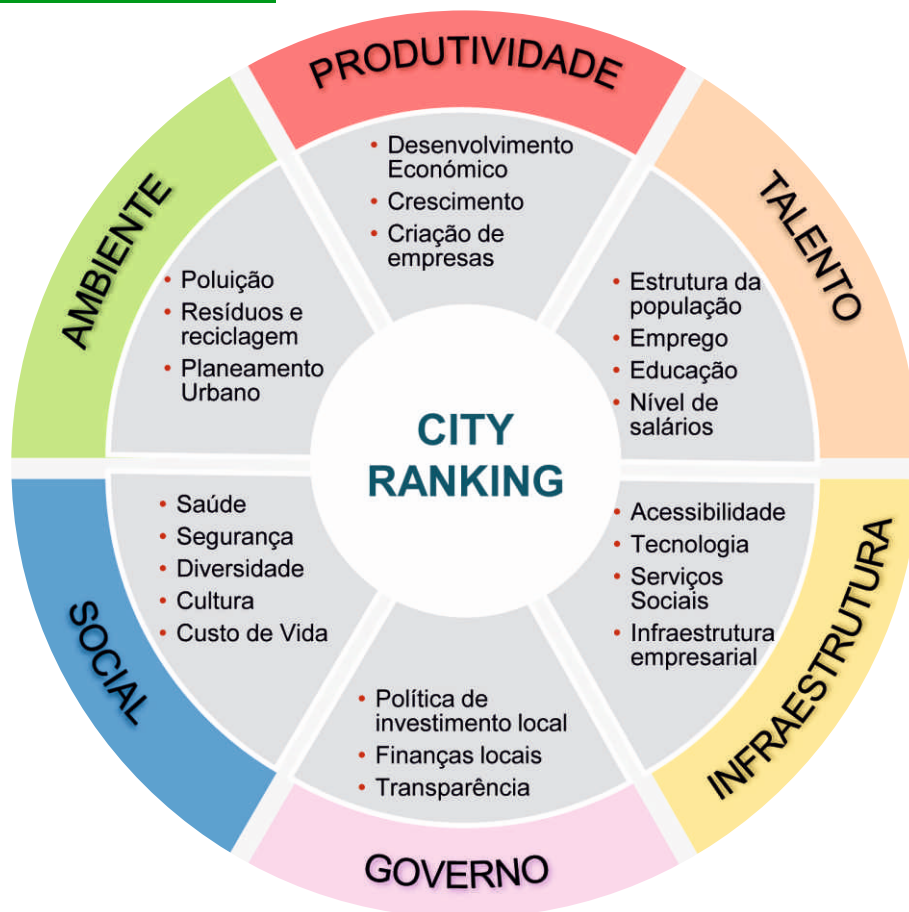 PRODUTIVIDADE
• Desenvolvimento
Económico
• Crescimento
• Criação de
empresas
TALENTO
• Estrutura da
população
• Emprego
• Educação
• Nível de
salários
INFRAESTRUTURA
• Acessibilidade
• Tecnologia
• Serviços
Sociais
• Infraestrutura
empresarial
GOVERNO
• Política de
investimento local
• Finanças locais
• Transparência
SOCIAL
• Saúde
• Segurança
• Diversidade
• Cultura
• Custo de Vida
AMBIENTE
• Poluição
• Resíduos e
reciclagem
• Planeamento
Urbano
CITY
RANKING